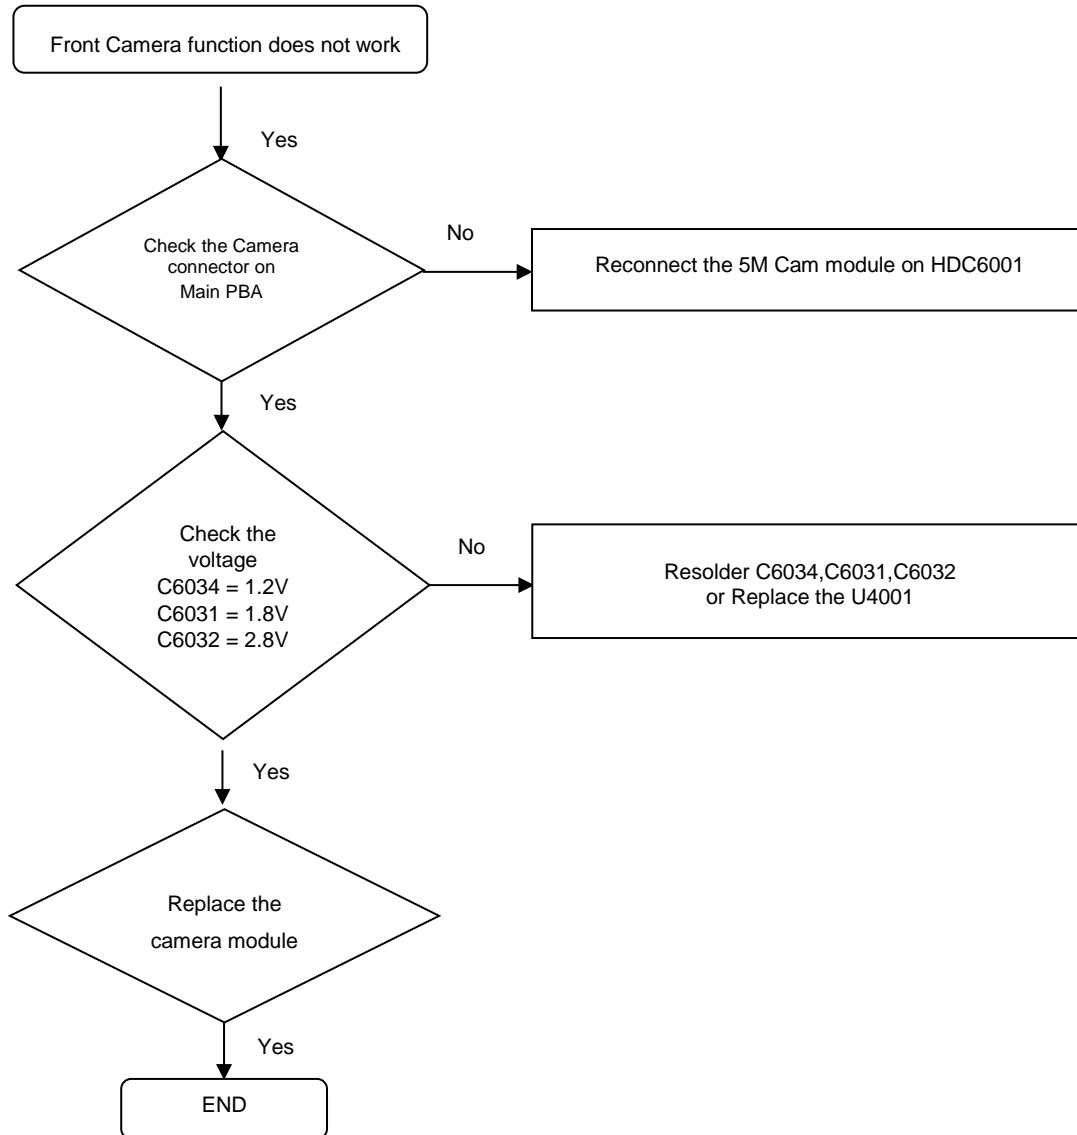 Front Camera function does not work
Yes
Check the Camera
connector on
Main PBA
No
Reconnect the 5M Cam module on HDC6001
Yes
Check the
voltage
C6034 = 1.2V
C6031 = 1.8V
C6032 = 2.8V
No
Resolder C6034,C6031,C6032
or Replace the U4001
Yes
Replace the
camera module
Yes
END